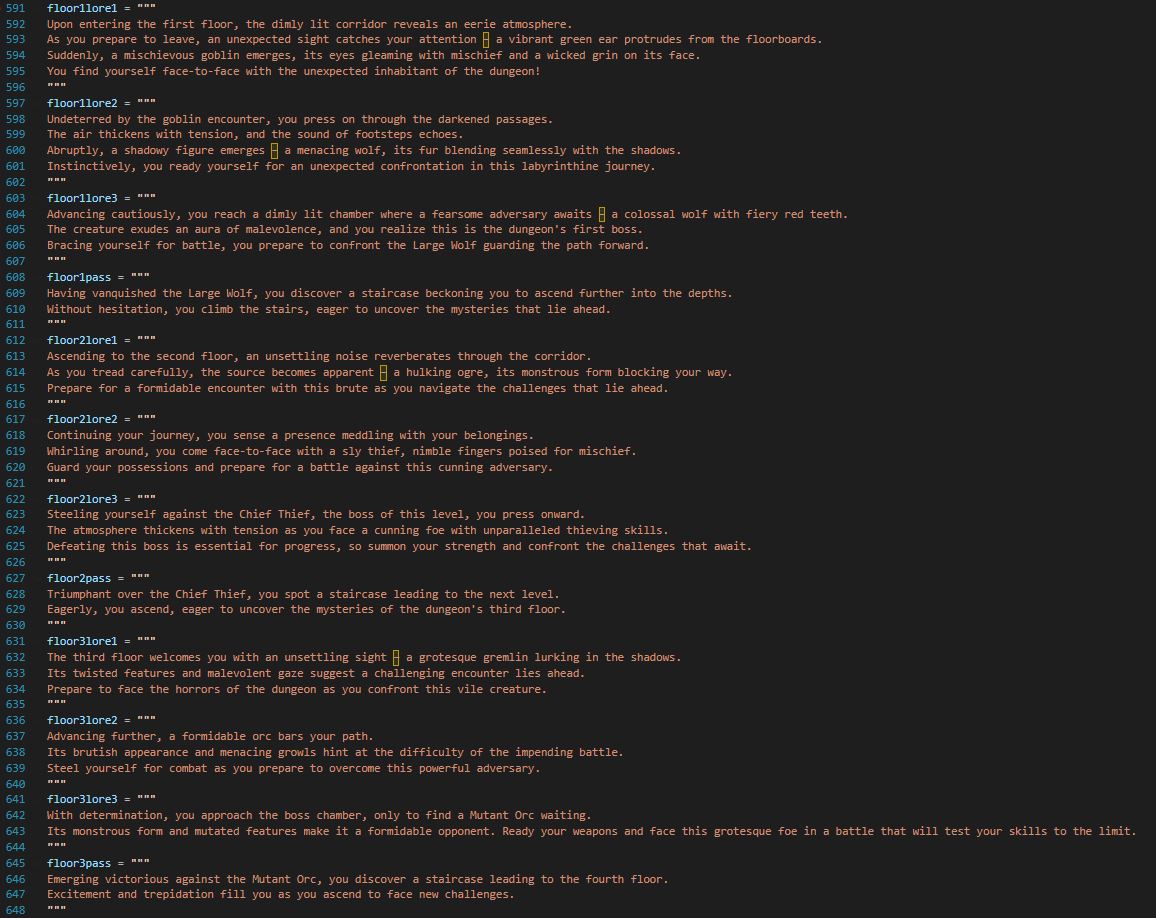 591 floor1lore1 = """
592 Upon entering the first floor, the dimly lit corridor reveals an eerie atmosphere.
593 As you prepare to leave, an unexpected sight catches your attention – a vibrant green ear protrudes from the floorboards.
594 Suddenly, a mischievous goblin emerges, its eyes gleaming with mischief and a wicked grin on its face.
595 You find yourself face-to-face with the unexpected inhabitant of the dungeon!
596 """
597 floor1lore2 = """
598 Undeterred by the goblin encounter, you press on through the darkened passages.
599 The air thickens with tension, and the sound of footsteps echoes.
600 Abruptly, a shadowy figure emerges – a menacing wolf, its fur blending seamlessly with the shadows.
601 Instinctively, you ready yourself for an unexpected confrontation in this labyrinthine journey.
602 """
603 floor1lore3 = """
604 Advancing cautiously, you reach a dimly lit chamber where a fearsome adversary awaits – a colossal wolf with fiery red teeth.
605 The creature exudes an aura of malevolence, and you realize this is the dungeon's first boss.
606 Bracing yourself for battle, you prepare to confront the Large Wolf guarding the path forward.
607 """
608 floor1pass = """
609 Having vanquished the Large Wolf, you discover a staircase beckoning you to ascend further into the depths.
610 Without hesitation, you climb the stairs, eager to uncover the mysteries that lie ahead.
611 """
612 floor2lore1 = """
613 Ascending to the second floor, an unsettling noise reverberates through the corridor.
614 As you tread carefully, the source becomes apparent – a hulking ogre, its monstrous form blocking your way.
615 Prepare for a formidable encounter with this brute as you navigate the challenges that lie ahead.
616 """
617 floor2lore2 = """
618 Continuing your journey, you sense a presence meddling with your belongings.
619 Whirling around, you come face-to-face with a sly thief, nimble fingers poised for mischief.
620 Guard your possessions and prepare for a battle against this cunning adversary.
621 """
622 floor2lore3 = """
623 Steeling yourself against the Chief Thief, the boss of this level, you press onward.
624 The atmosphere thickens with tension as you face a cunning foe with unparalleled thieving skills.
625 Defeating this boss is essential for progress, so summon your strength and confront the challenges that await.
626 """
627 floor2pass = """
628 Triumphant over the Chief Thief, you spot a staircase leading to the next level.
629 Eagerly, you ascend, eager to uncover the mysteries of the dungeon's third floor.
630 """
631 floor3lore1 = """
632 The third floor welcomes you with an unsettling sight – a grotesque gremlin lurking in the shadows.
633 Its twisted features and malevolent gaze suggest a challenging encounter lies ahead.
634 Prepare to face the horrors of the dungeon as you confront this vile creature.
635 """
636 floor3lore2 = """
637 Advancing further, a formidable orc bars your path.
638 Its brutish appearance and menacing growls hint at the difficulty of the impending battle.
639 Steel yourself for combat as you prepare to overcome this powerful adversary.
640 """
641 floor3lore3 = """
642 With determination, you approach the boss chamber, only to find a Mutant Orc waiting.
643 Its monstrous form and mutated features make it a formidable opponent. Ready your weapons and face this grotesque foe in a battle that will test your skills to the limit.
644 """
645 floor3pass = """
646 Emerging victorious against the Mutant Orc, you discover a staircase leading to the fourth floor.
647 Excitement and trepidation fill you as you ascend to face new challenges.
648 """